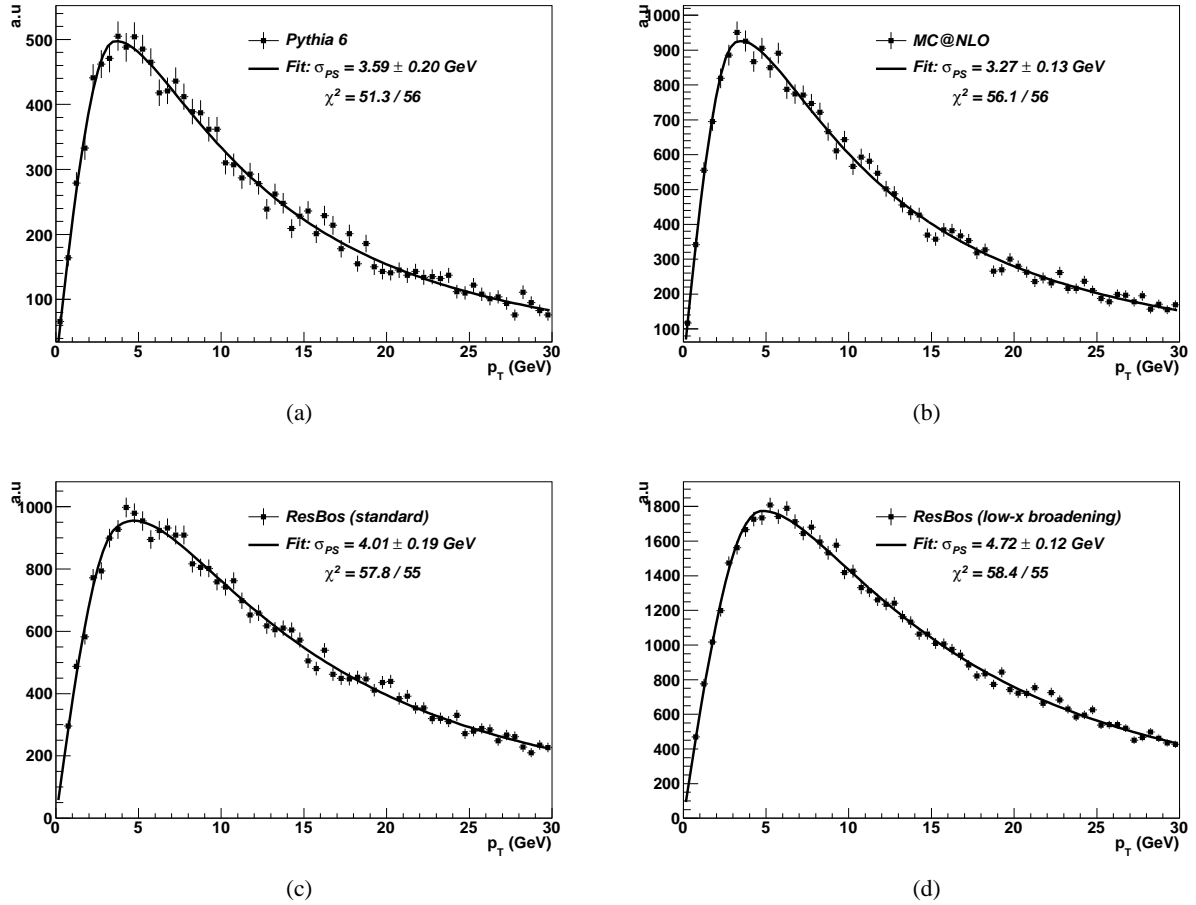 a.u
500
400
300
200
100
Pythia 6
Fit: σPS = 3.59 ± 0.20 GeV
χ² = 51.3 / 56
0 5 10 15 20 25 30
pT (GeV)
(a)
a.u
1000
900
800
700
600
500
400
300
200
100
MC@NLO
Fit: σPS = 3.27 ± 0.13 GeV
χ² = 56.1 / 56
0 5 10 15 20 25 30
pT (GeV)
(b)
a.u
1000
800
600
400
200
0
ResBos (standard)
Fit: σPS = 4.01 ± 0.19 GeV
χ² = 57.8 / 55
0 5 10 15 20 25 30
pT (GeV)
(c)
a.u
1800
1600
1400
1200
1000
800
600
400
200
0
ResBos (low-x broadening)
Fit: σPS = 4.72 ± 0.12 GeV
χ² = 58.4 / 55
0 5 10 15 20 25 30
pT (GeV)
(d)